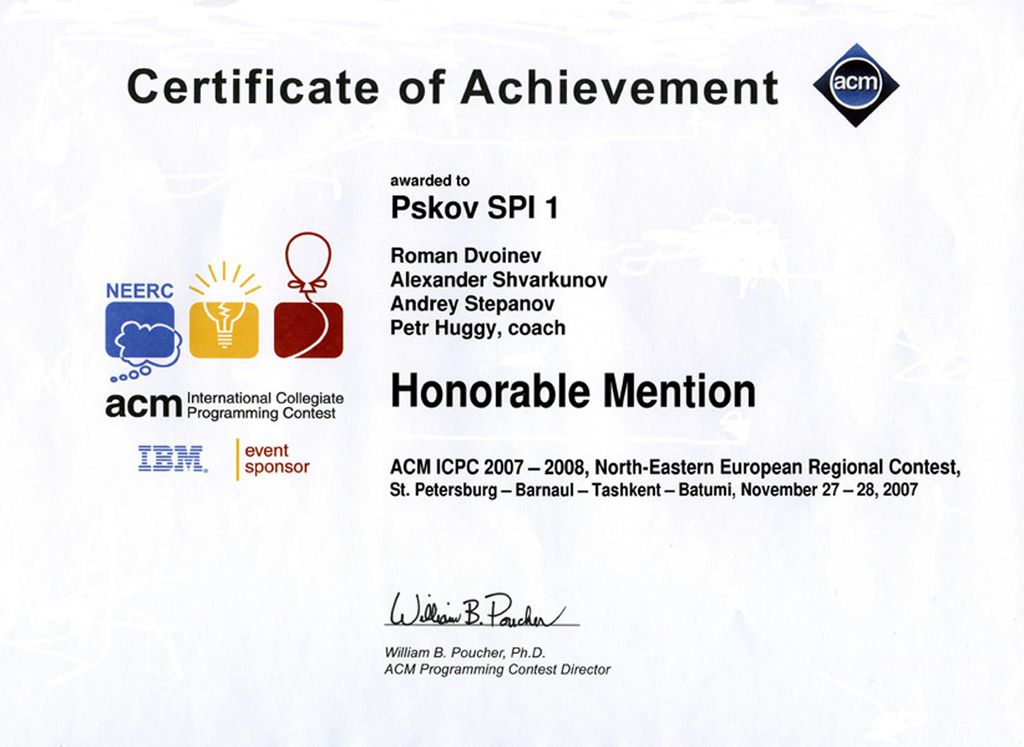 Certificate of Achievement
acm
awarded to
Pskov SPI 1
Roman Dvoinev
Alexander Shvarkunov
Andrey Stepanov
Petr Huggy, coach
NEERC
Honorable Mention
acm International Collegiate
Programming Contest
IBM®
event
sponsor
ACM ICPC 2007 – 2008, North-Eastern European Regional Contest,
St. Petersburg – Barnaul – Tashkent – Batumi, November 27 – 28, 2007
William B. Poucher
William B. Poucher, Ph.D.
ACM Programming Contest Director